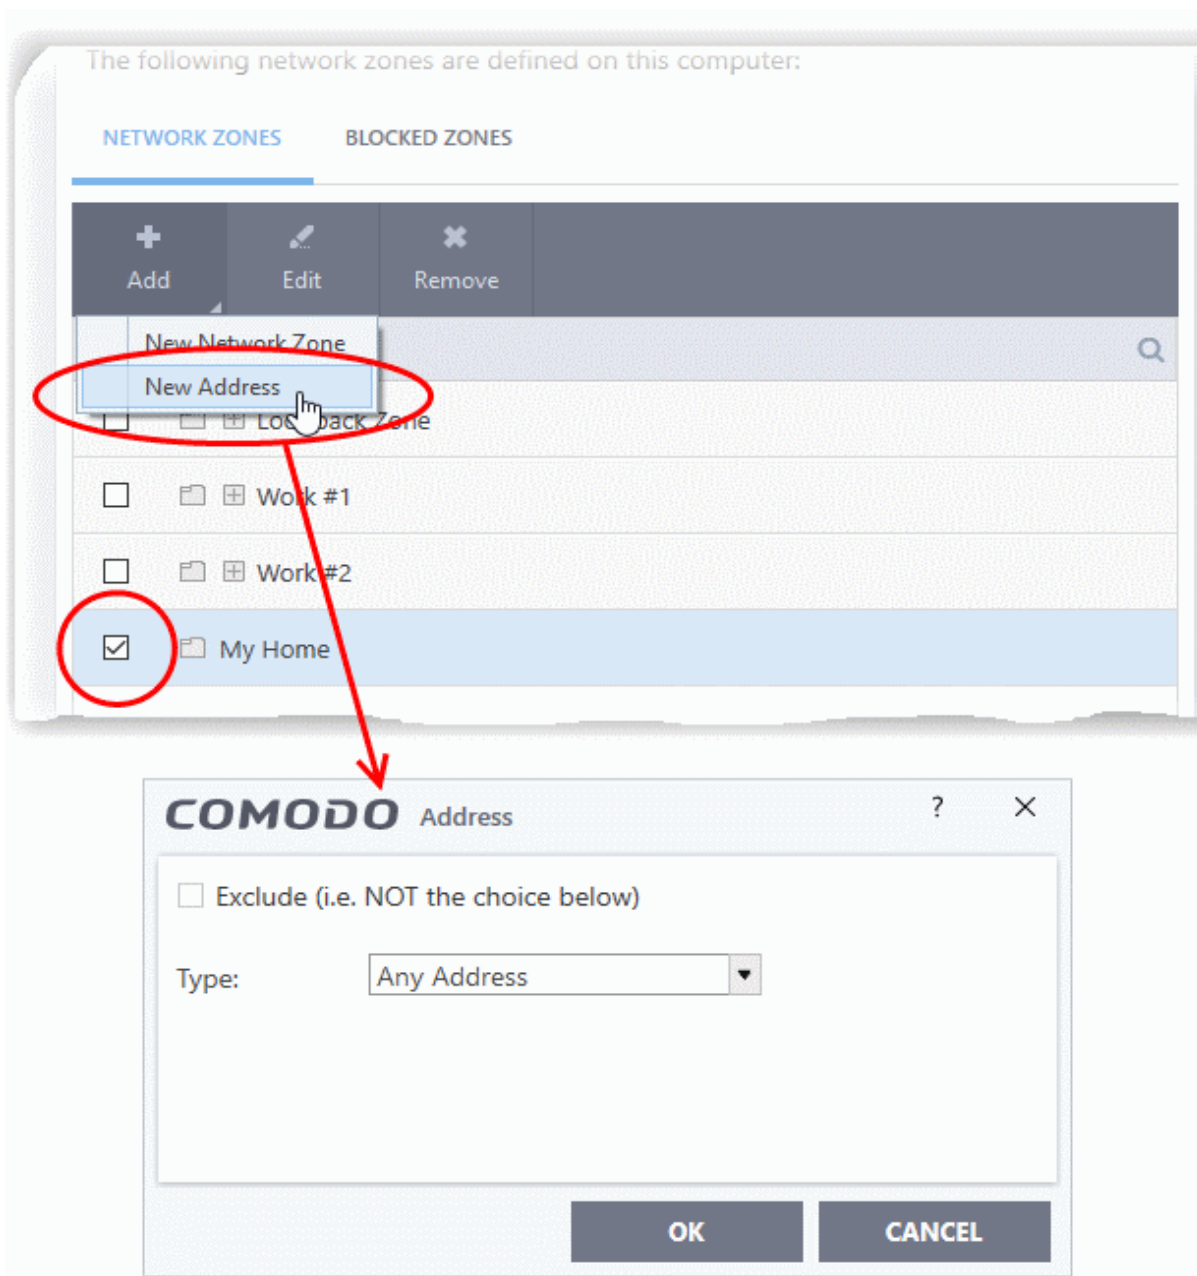 The following network zones are defined on this computer:
NETWORK ZONES BLOCKED ZONES
Add Edit Remove
New Network Zone
New Address
Loopback Zone
Work #1
Work #2
My Home
COMODO Address ?
Exclude (i.e. NOT the choice below)
Type: Any Address
OK CANCEL